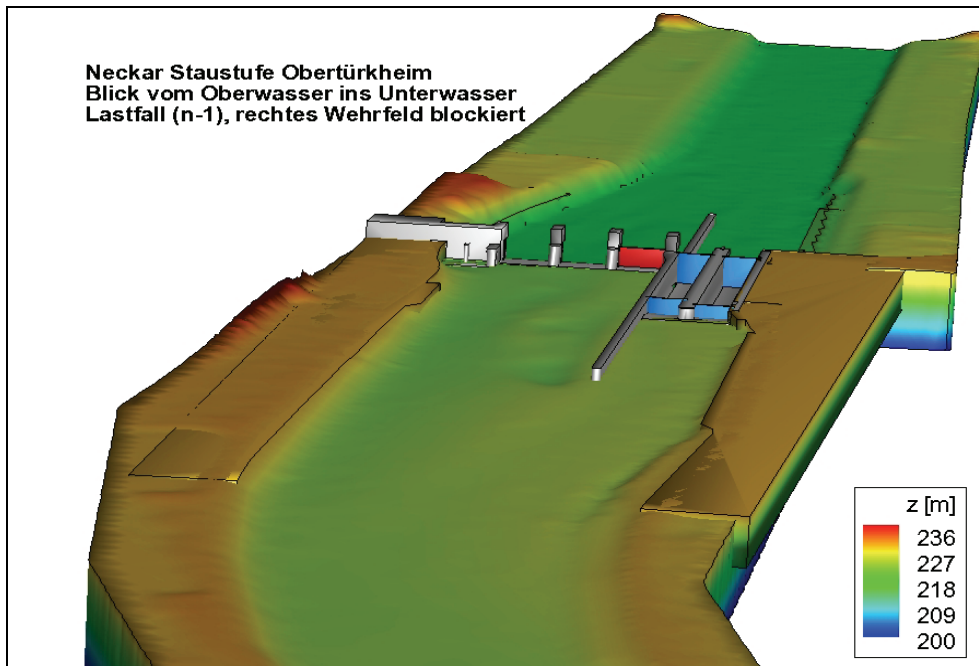 Neckar Staustufe Obertürkheim
Blick vom Oberwasser ins Unterwasser
Lastfall (n-1), rechtes Wehrfeld blockiert
z [m]
236
227
218
209
200